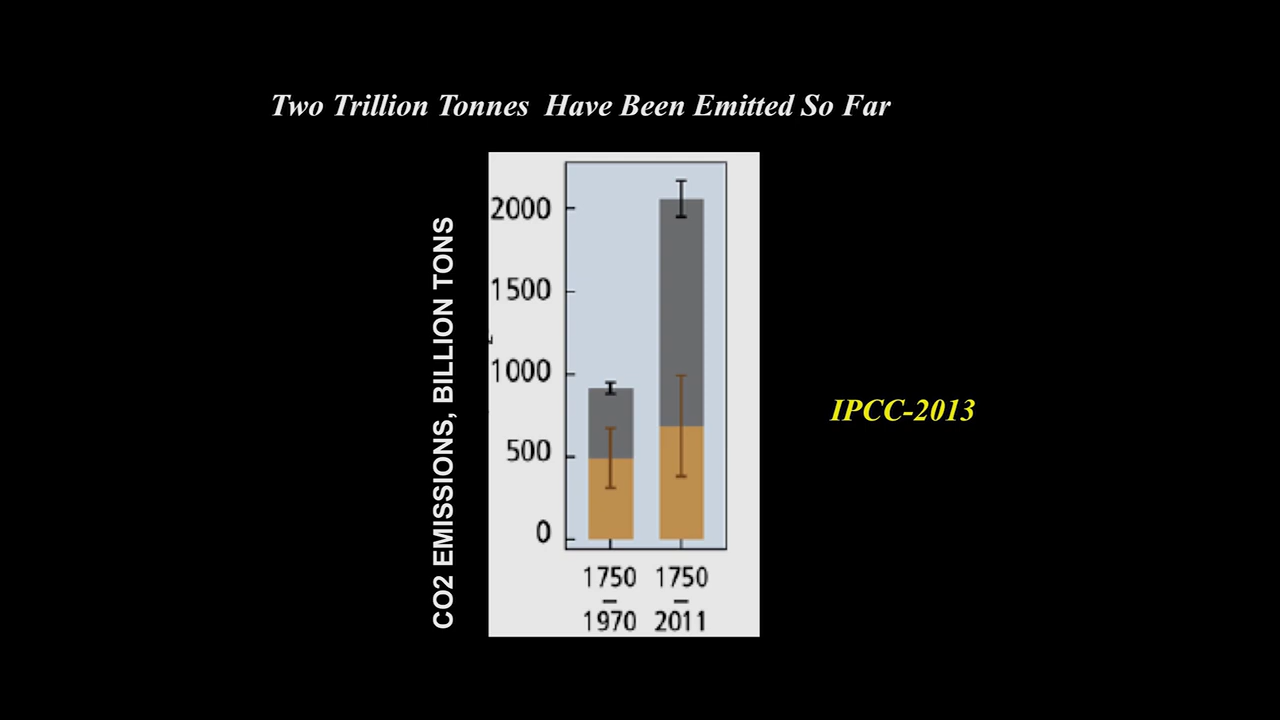 Two Trillion Tonnes Have Been Emitted So Far
CO2 EMISSIONS, BILLION TONS
2000
1500
1000
500
0
1750 1750
– –
1970 2011
IPCC-2013